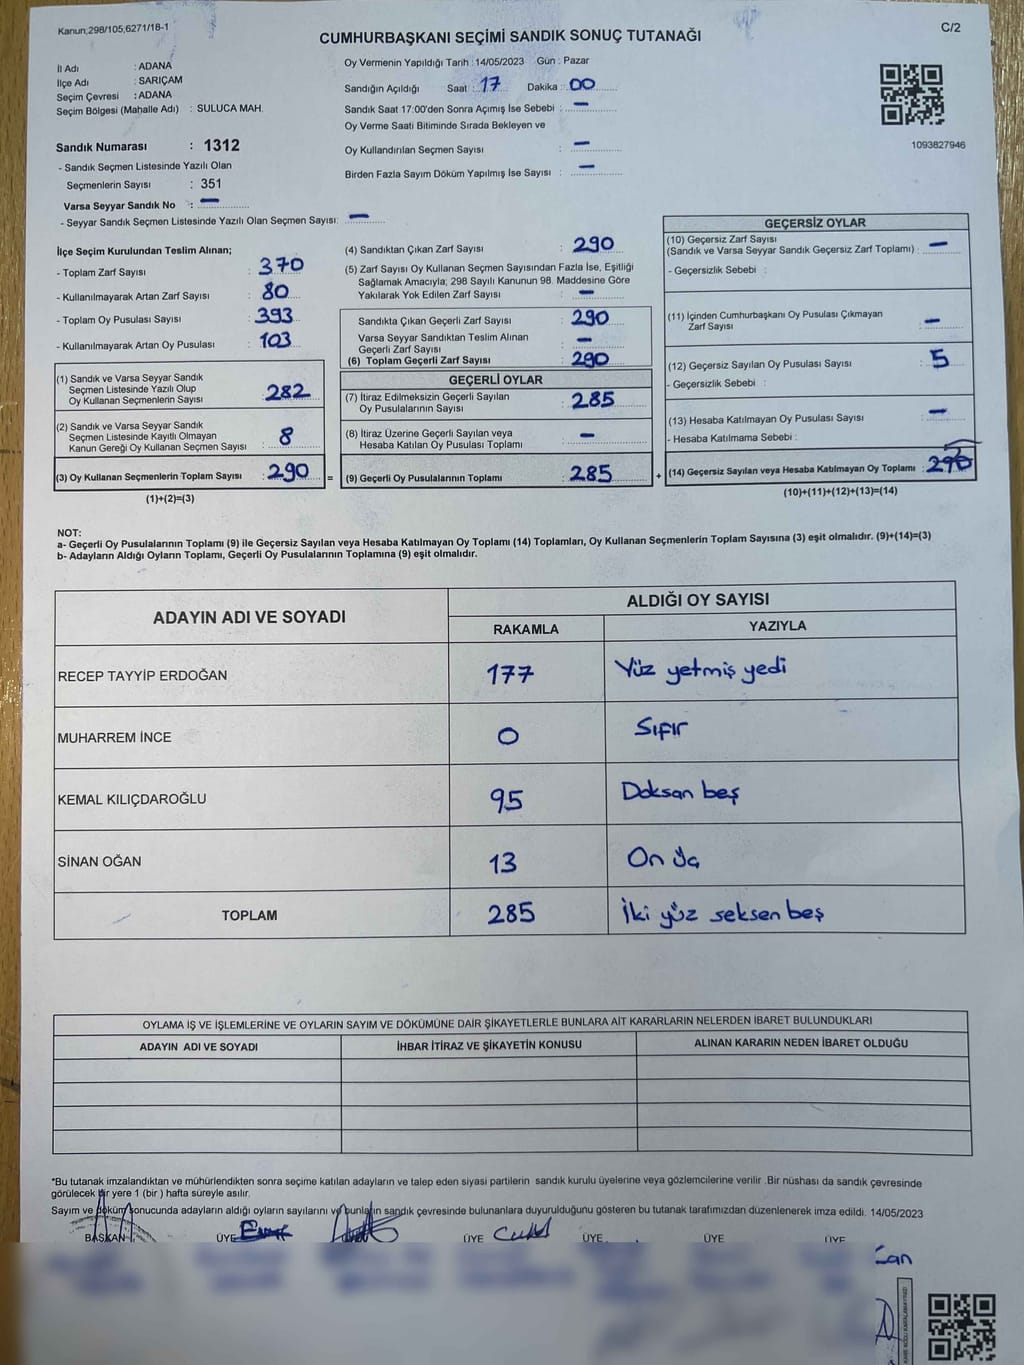 Kanun;298/105,6271/18-1
C/2
CUMHURBAŞKANI SEÇİMİ SANDIK SONUÇ TUTANAĞI
İl Adı : ADANA
İlçe Adı : SARIÇAM
Seçim Çevresi : ADANA
Seçim Bölgesi (Mahalle Adı) : SULUCA MAH.
Sandık Numarası : 1312
- Sandık Seçmen Listesinde Yazılı Olan
Seçmenlerin Sayısı : 351
Varsa Seyyar Sandık No : —
- Seyyar Sandık Seçmen Listesinde Yazılı Olan Seçmen Sayısı: —
Oy Vermenin Yapıldığı Tarih : 14/05/2023 Gün : Pazar
Sandığın Açıldığı Saat : 17 Dakika : 00
Sandık Saat 17:00'den Sonra Açımış İse Sebebi : —
Oy Verme Saati Bitiminde Sırada Bekleyen ve
Oy Kullandırılan Seçmen Sayısı : —
Birden Fazla Sayım Döküm Yapılmış İse Sayısı : —
1093827946
İlçe Seçim Kurulundan Teslim Alınan;
- Toplam Zarf Sayısı : 370
- Kullanılmayarak Artan Zarf Sayısı : 80
- Toplam Oy Pusulası Sayısı : 393
- Kullanılmayarak Artan Oy Pusulası : 103
(1) Sandık ve Varsa Seyyar Sandık
Seçmen Listesinde Yazılı Olup
Oy Kullanan Seçmenlerin Sayısı : 282
(2) Sandık ve Varsa Seyyar Sandık
Seçmen Listesinde Kayıtlı Olmayan
Kanun Gereği Oy Kullanan Seçmen Sayısı : 8
(3) Oy Kullanan Seçmenlerin Toplam Sayısı : 290 =
(1)+(2)=(3)
(4) Sandıktan Çıkan Zarf Sayısı : 290
(5) Zarf Sayısı Oy Kullanan Seçmen Sayısından Fazla İse, Eşitliği
Sağlamak Amacıyla; 298 Sayılı Kanunun 98. Maddesine Göre
Yakılarak Yok Edilen Zarf Sayısı : —
Sandıkta Çıkan Geçerli Zarf Sayısı : 290
Varsa Seyyar Sandıktan Teslim Alınan
Geçerli Zarf Sayısı : —
(6) Toplam Geçerli Zarf Sayısı : 290
GEÇERLİ OYLAR
(7) İtiraz Edilmeksizin Geçerli Sayılan
Oy Pusulalarının Sayısı : 285
(8) İtiraz Üzerine Geçerli Sayılan veya
Hesaba Katılan Oy Pusulası Toplamı : —
(9) Geçerli Oy Pusulalarının Toplamı : 285 +
GEÇERSİZ OYLAR
(10) Geçersiz Zarf Sayısı
(Sandık ve Varsa Seyyar Sandık Geçersiz Zarf Toplamı) : —
- Geçersizlik Sebebi :
(11) İçinden Cumhurbaşkanı Oy Pusulası Çıkmayan
Zarf Sayısı : —
(12) Geçersiz Sayılan Oy Pusulası Sayısı : 5
- Geçersizlik Sebebi :
(13) Hesaba Katılmayan Oy Pusulası Sayısı : —
- Hesaba Katılmama Sebebi :
(14) Geçersiz Sayılan veya Hesaba Katılmayan Oy Toplamı :
(10)+(11)+(12)+(13)=(14)
NOT:
a- Geçerli Oy Pusulalarının Toplamı (9) ile Geçersiz Sayılan veya Hesaba Katılmayan Oy Toplamı (14) Toplamları, Oy Kullanan Seçmenlerin Toplam Sayısına (3) eşit olmalıdır. (9)+(14)=(3)
b- Adayların Aldığı Oyların Toplamı, Geçerli Oy Pusulalarının Toplamına (9) eşit olmalıdır.
ADAYIN ADI VE SOYADI ALDIĞI OY SAYISI
RAKAMLA YAZIYLA
RECEP TAYYİP ERDOĞAN 177 Yüz yetmiş yedi
MUHARREM İNCE 0 Sıfır
KEMAL KILIÇDAROĞLU 95 Doksan beş
SİNAN OĞAN 13 On üç
TOPLAM 285 İki yüz seksen beş
OYLAMA İŞ VE İŞLEMLERİNE VE OYLARIN SAYIM VE DÖKÜMÜNE DAİR ŞİKAYETLERLE BUNLARA AİT KARARLARIN NELERDEN İBARET BULUNDUKLARI
ADAYIN ADI VE SOYADI İHBAR İTİRAZ VE ŞİKAYETİN KONUSU ALINAN KARARIN NEDEN İBARET OLDUĞU
*Bu tutanak imzalandıktan ve mühürlendikten sonra seçime katılan adayların ve talep eden siyasi partilerin sandık kurulu üyelerine veya gözlemcilerine verilir .Bir nüshası da sandık çevresinde
görülecek bir yere 1 (bir ) hafta süreyle asılır.
Sayım ve döküm sonucunda adayların aldığı oyların sayılarını ve bunların sandık çevresinde bulunanlara duyurulduğunu gösteren bu tutanak tarafımızdan düzenlenerek imza edildi. 14/05/2023
BAŞKAN ÜYE ÜYE ÜYE ÜYE ÜYE